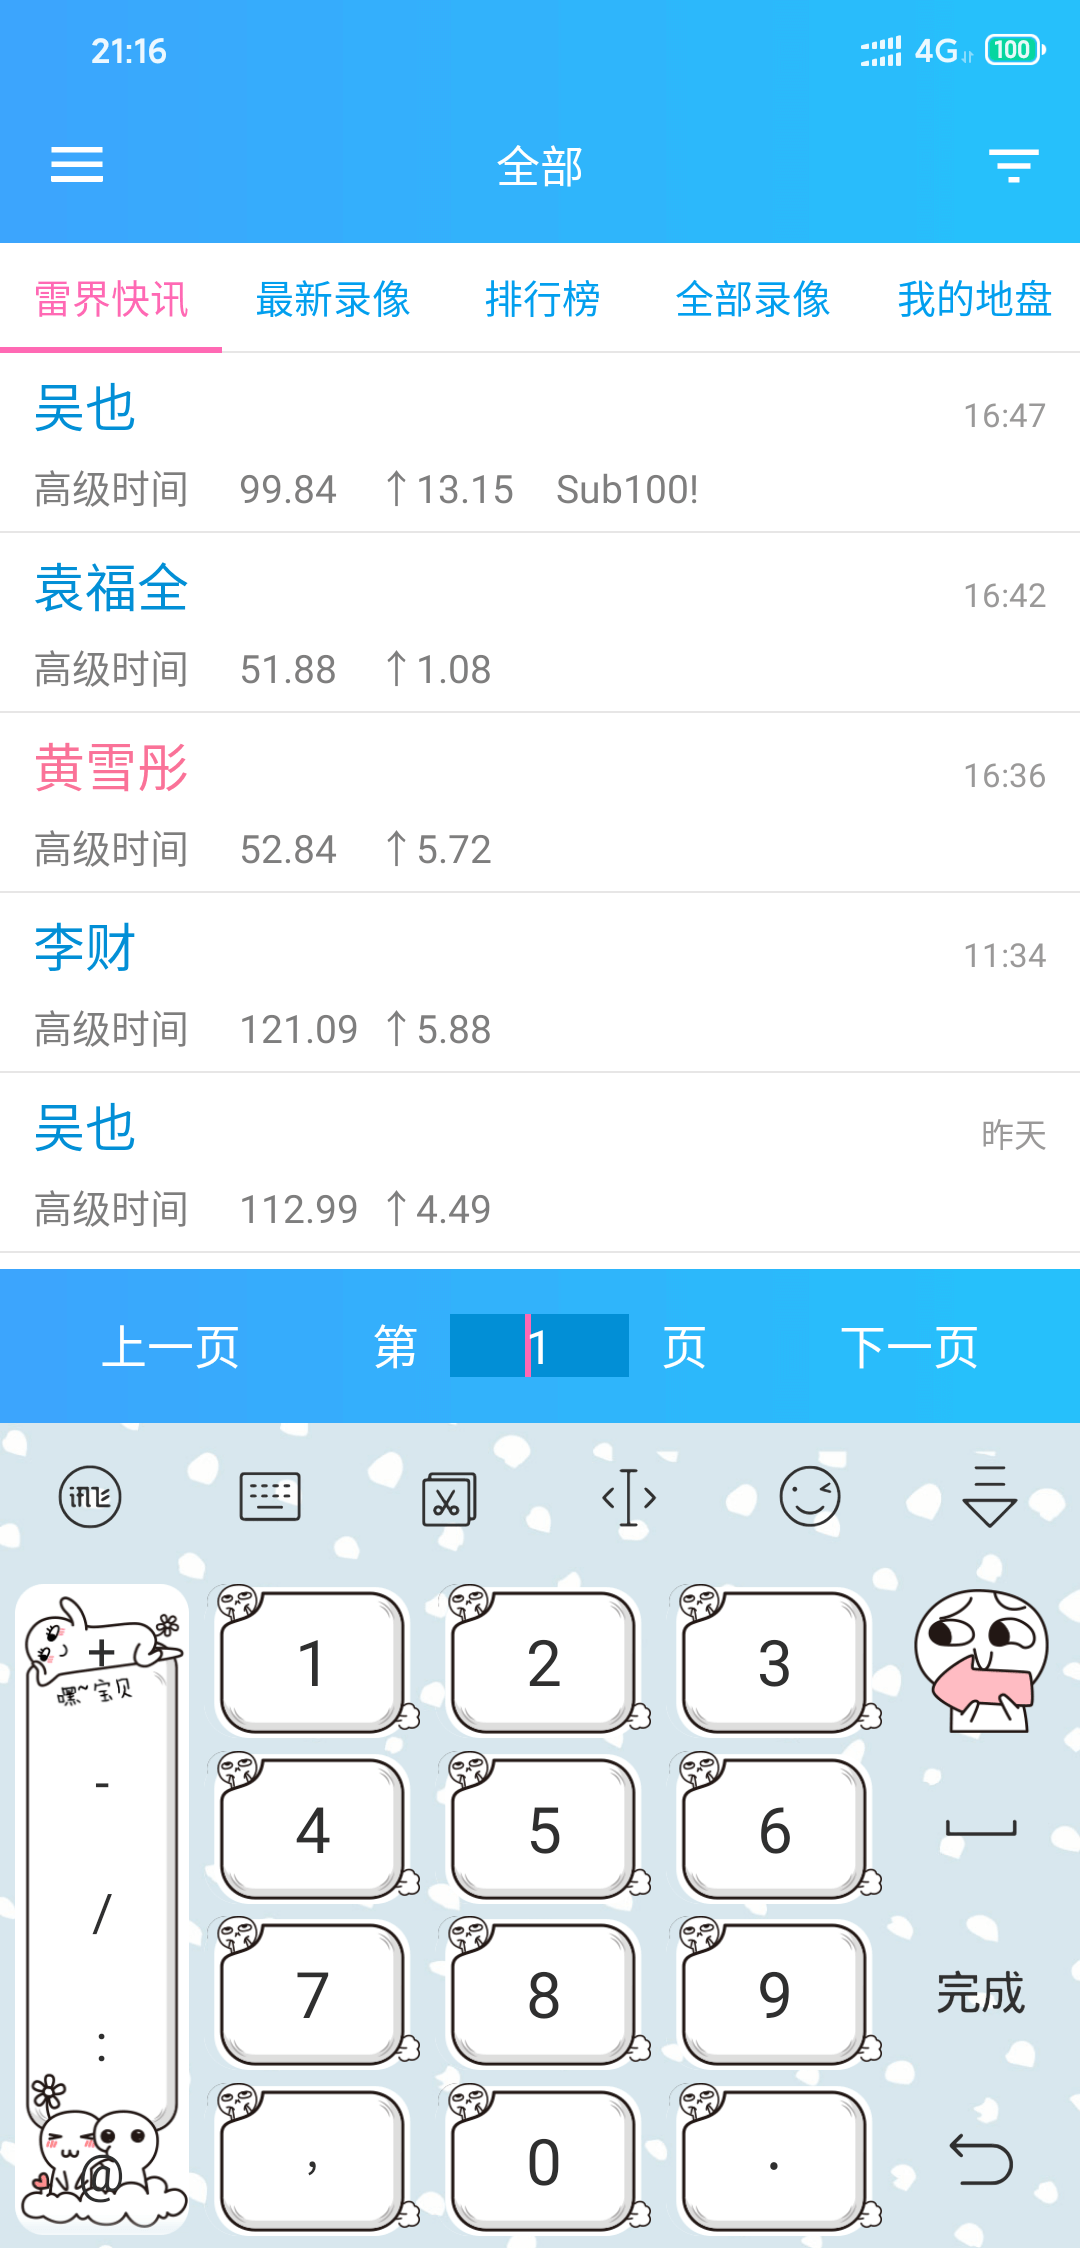 21:16 4G 100
全部
雷界快讯 最新录像 排行榜 全部录像 我的地盘
吴也 16:47
高级时间 99.84 ↑13.15 Sub100!
袁福全 16:42
高级时间 51.88 ↑1.08
黄雪彤 16:36
高级时间 52.84 ↑5.72
李财 11:34
高级时间 121.09 ↑5.88
吴也 昨天
高级时间 112.99 ↑4.49
上一页 第 1 页 下一页
讯飞
+ 1 2 3
嘿~宝贝
- 4 5 6
/ 7 8 9 完成
:
@ , 0 .